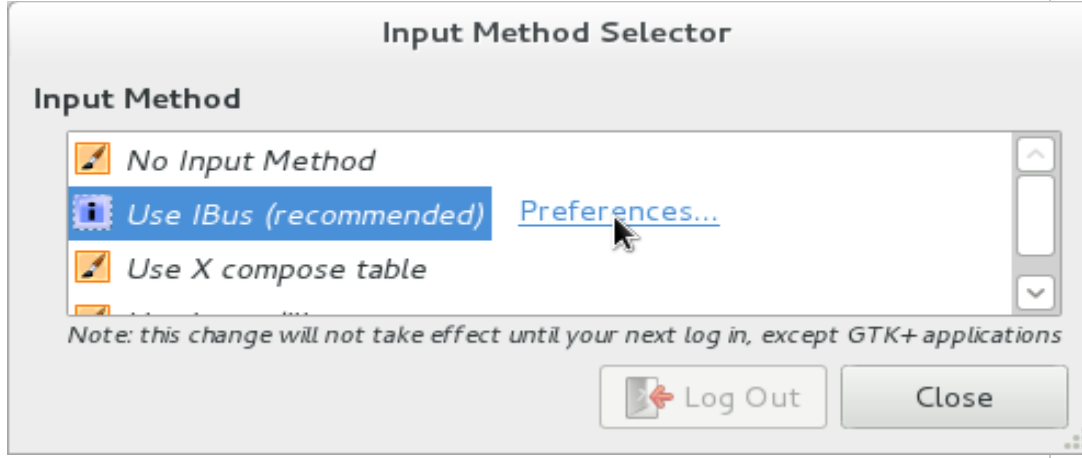 Input Method Selector
Input Method
No Input Method
Use IBus (recommended) Preferences...
Use X compose table
Note: this change will not take effect until your next log in, except GTK+ applications
Log Out Close